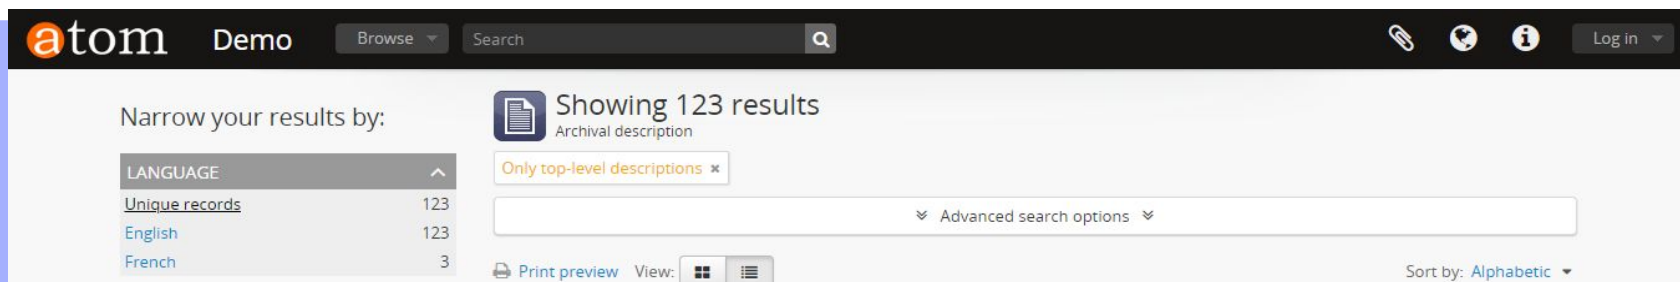 atom Demo Browse Search Log in
Narrow your results by:
Showing 123 results
Archival description
Only top-level descriptions ×
LANGUAGE
Unique records 123
English 123
French 3
Advanced search options
Print preview View: Sort by: Alphabetic